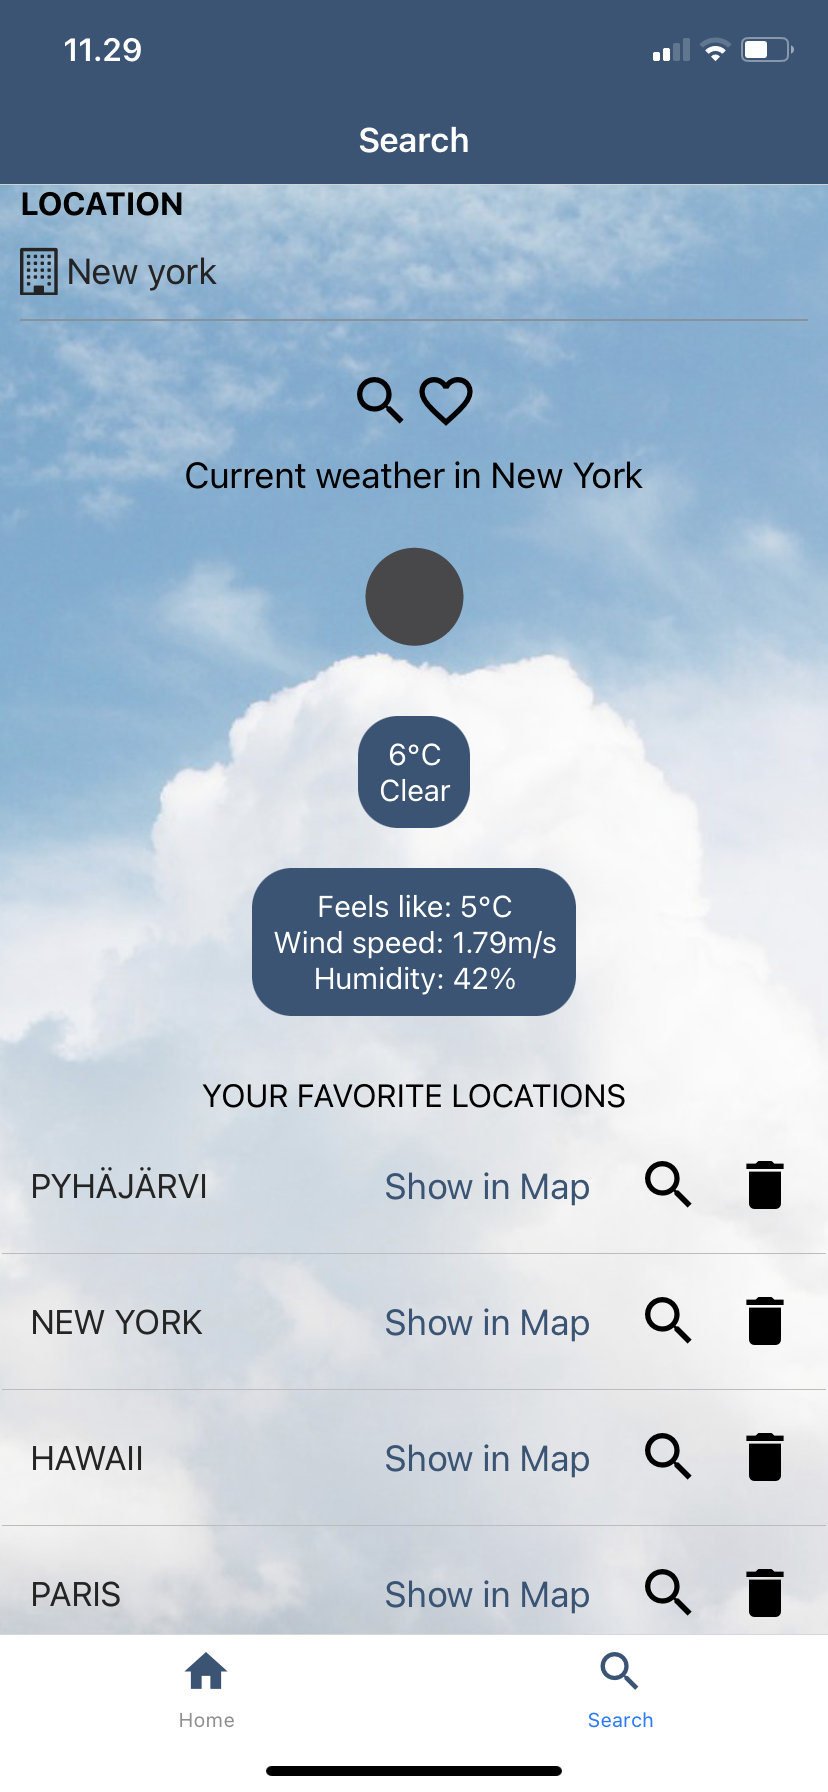 11.29
Search
LOCATION
New york
Current weather in New York
6°C
Clear
Feels like: 5°C
Wind speed: 1.79m/s
Humidity: 42%
YOUR FAVORITE LOCATIONS
PYHÄJÄRVI Show in Map
NEW YORK Show in Map
HAWAII Show in Map
PARIS Show in Map
Home Search